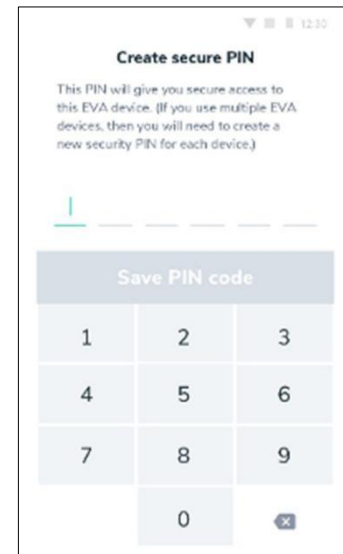 12:30
Create secure PIN
This PIN will give you secure access to
this EVA device. (If you use multiple EVA
devices, then you will need to create a
new security PIN for each device.)
Save PIN code
1 2 3
4 5 6
7 8 9
0